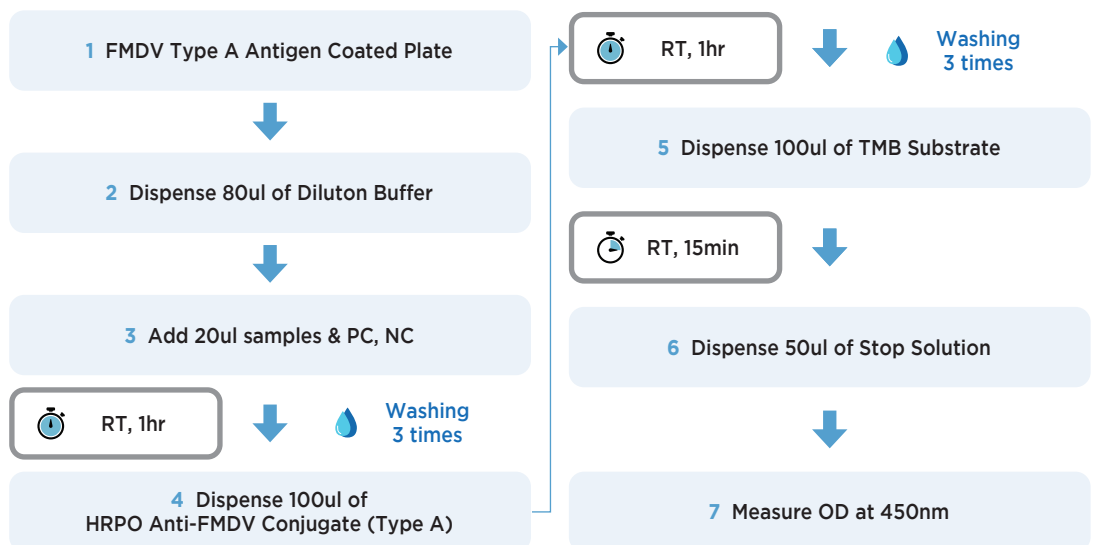 1 FMDV Type A Antigen Coated Plate
2 Dispense 80ul of Diluton Buffer
3 Add 20ul samples & PC, NC
RT, 1hr
Washing
3 times
4 Dispense 100ul of
HRPO Anti-FMDV Conjugate (Type A)
RT, 1hr
Washing
3 times
5 Dispense 100ul of TMB Substrate
RT, 15min
6 Dispense 50ul of Stop Solution
7 Measure OD at 450nm